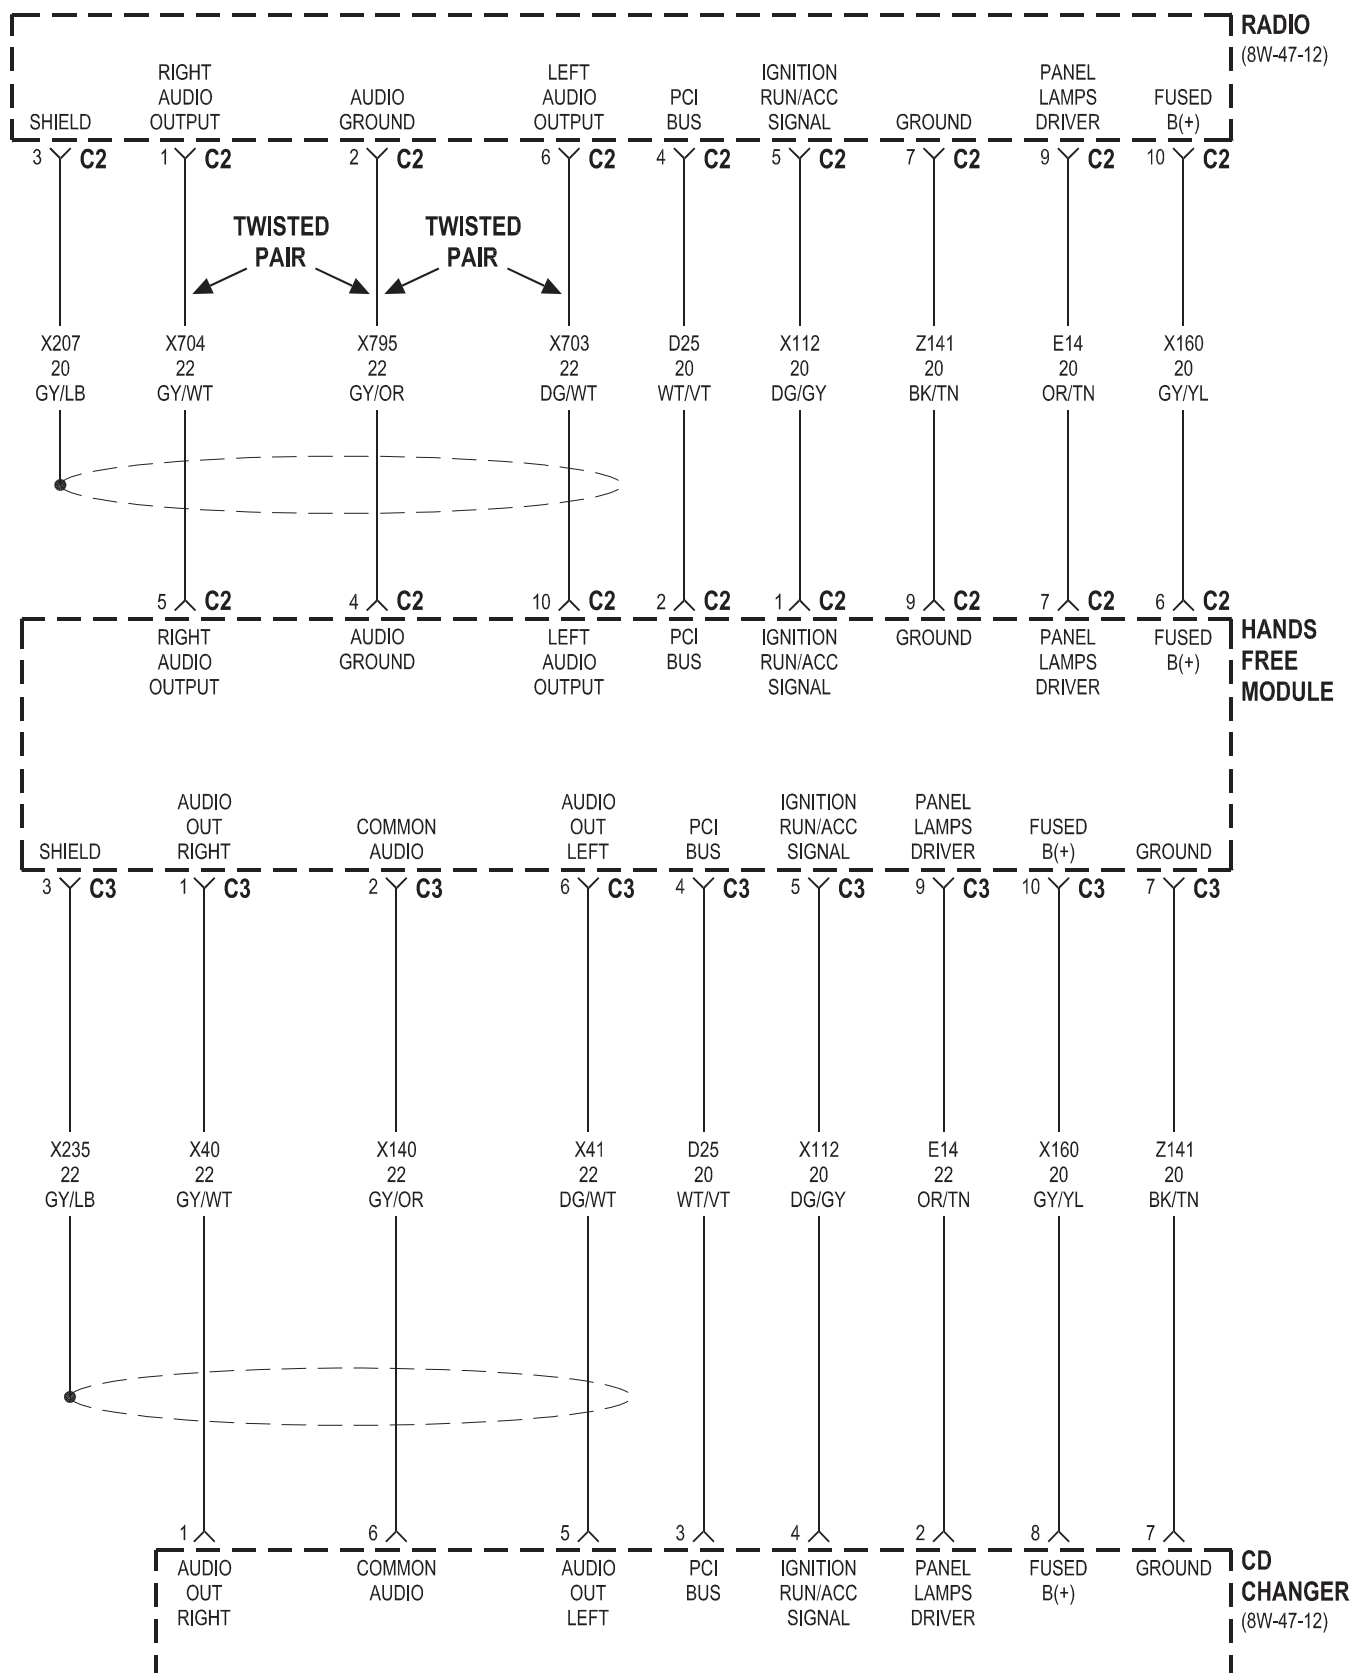 RADIO
(8W-47-12)
SHIELD
RIGHT
AUDIO
OUTPUT
AUDIO
GROUND
LEFT
AUDIO
OUTPUT
PCI
BUS
IGNITION
RUN/ACC
SIGNAL
GROUND
PANEL
LAMPS
DRIVER
FUSED
B(+)
3 C2
1 C2
2 C2
6 C2
4 C2
5 C2
7 C2
9 C2
10 C2
TWISTED
PAIR
TWISTED
PAIR
X207
20
GY/LB
X704
22
GY/WT
X795
22
GY/OR
X703
22
DG/WT
D25
20
WT/VT
X112
20
DG/GY
Z141
20
BK/TN
E14
20
OR/TN
X160
20
GY/YL
5 C2
4 C2
10 C2
2 C2
1 C2
9 C2
7 C2
6 C2
RIGHT
AUDIO
OUTPUT
AUDIO
GROUND
LEFT
AUDIO
OUTPUT
PCI
BUS
IGNITION
RUN/ACC
SIGNAL
GROUND
PANEL
LAMPS
DRIVER
FUSED
B(+)
HANDS
FREE
MODULE
SHIELD
AUDIO
OUT
RIGHT
COMMON
AUDIO
AUDIO
OUT
LEFT
PCI
BUS
IGNITION
RUN/ACC
SIGNAL
PANEL
LAMPS
DRIVER
FUSED
B(+)
GROUND
3 C3
1 C3
2 C3
6 C3
4 C3
5 C3
9 C3
10 C3
7 C3
X235
22
GY/LB
X40
22
GY/WT
X140
22
GY/OR
X41
22
DG/WT
D25
20
WT/VT
X112
20
DG/GY
E14
22
OR/TN
X160
20
GY/YL
Z141
20
BK/TN
1
6
5
3
4
2
8
7
AUDIO
OUT
RIGHT
COMMON
AUDIO
AUDIO
OUT
LEFT
PCI
BUS
IGNITION
RUN/ACC
SIGNAL
PANEL
LAMPS
DRIVER
FUSED
B(+)
GROUND
CD
CHANGER
(8W-47-12)